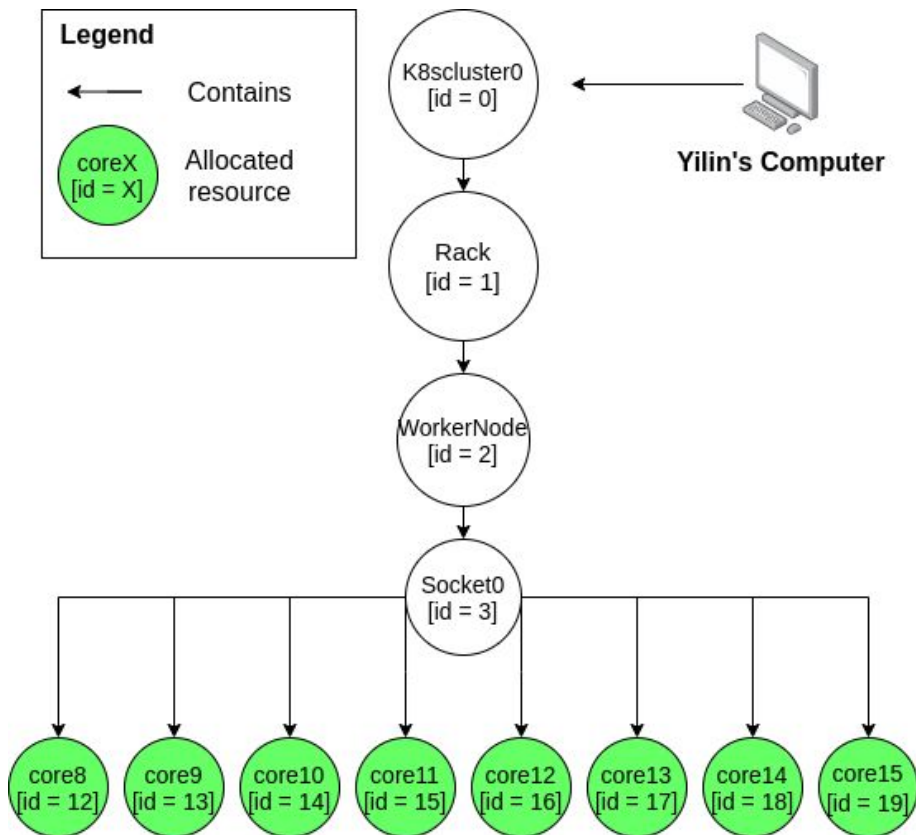 Legend
Contains
coreX
[id = X]
Allocated
resource
K8scluster0
[id = 0]
Yilin's Computer
Rack
[id = 1]
WorkerNode
[id = 2]
Socket0
[id = 3]
core8
[id = 12]
core9
[id = 13]
core10
[id = 14]
core11
[id = 15]
core12
[id = 16]
core13
[id = 17]
core14
[id = 18]
core15
[id = 19]